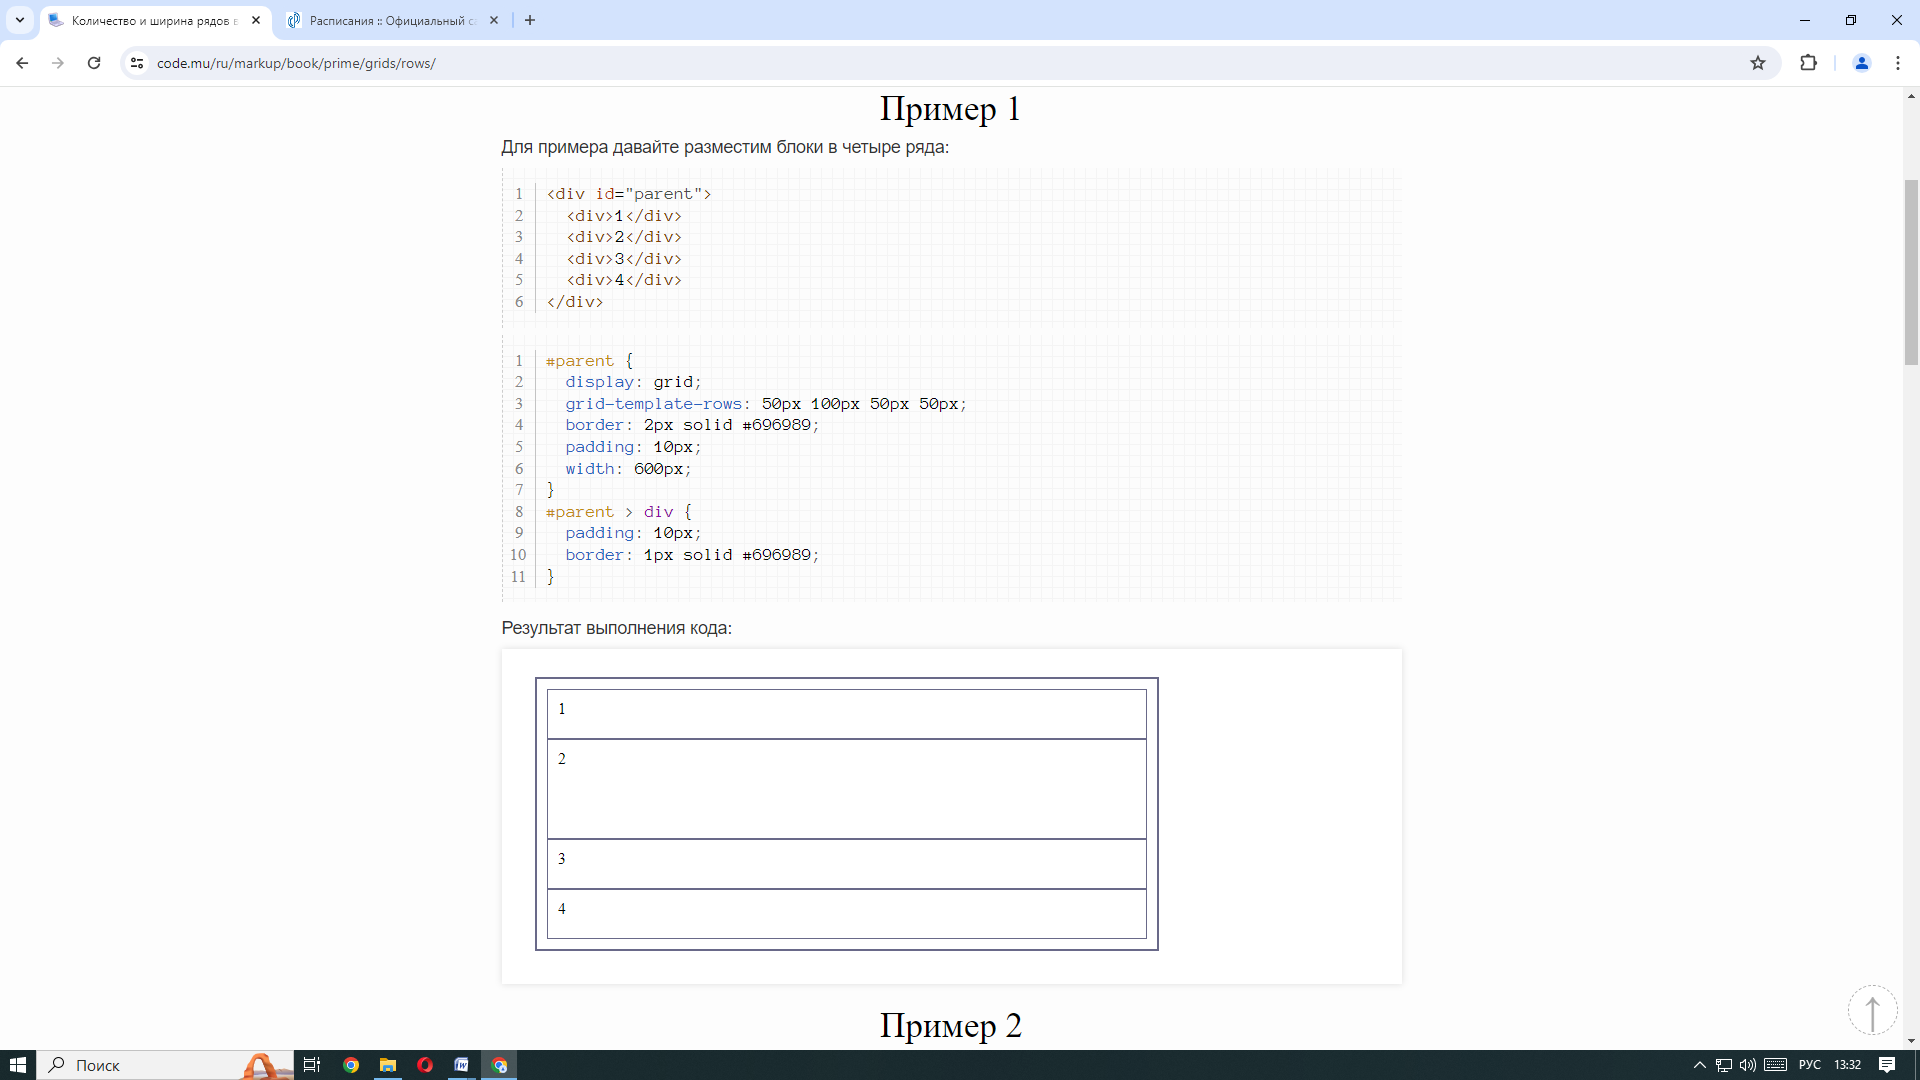 Количество и ширина рядов в
Расписания :: Официальный са
code.mu/ru/markup/book/prime/grids/rows/
Пример 1
Для примера давайте разместим блоки в четыре ряда:
1 <div id="parent">
2 <div>1</div>
3 <div>2</div>
4 <div>3</div>
5 <div>4</div>
6 </div>
1 #parent {
2 display: grid;
3 grid-template-rows: 50px 100px 50px 50px;
4 border: 2px solid #696989;
5 padding: 10px;
6 width: 600px;
7 }
8 #parent > div {
9 padding: 10px;
10 border: 1px solid #696989;
11 }
Результат выполнения кода:
1
2
3
4
Пример 2
Поиск
РУС 13:32